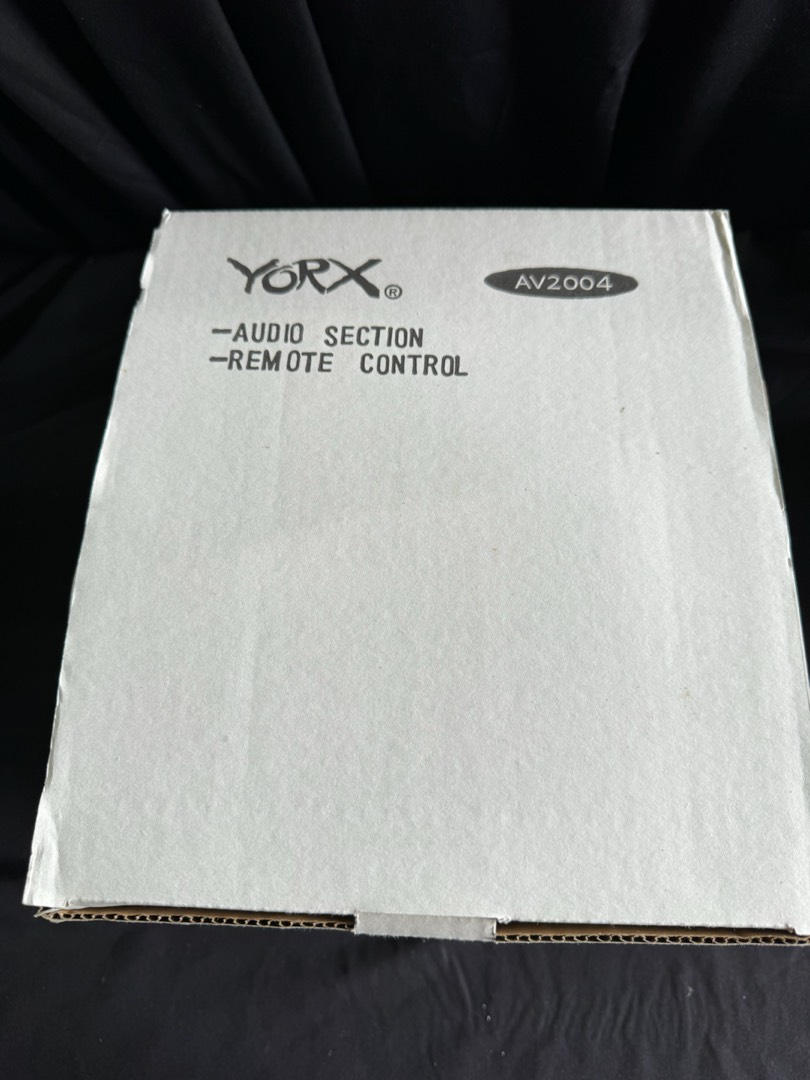 YORX®
AV2004
-AUDIO SECTION
-REMOTE CONTROL